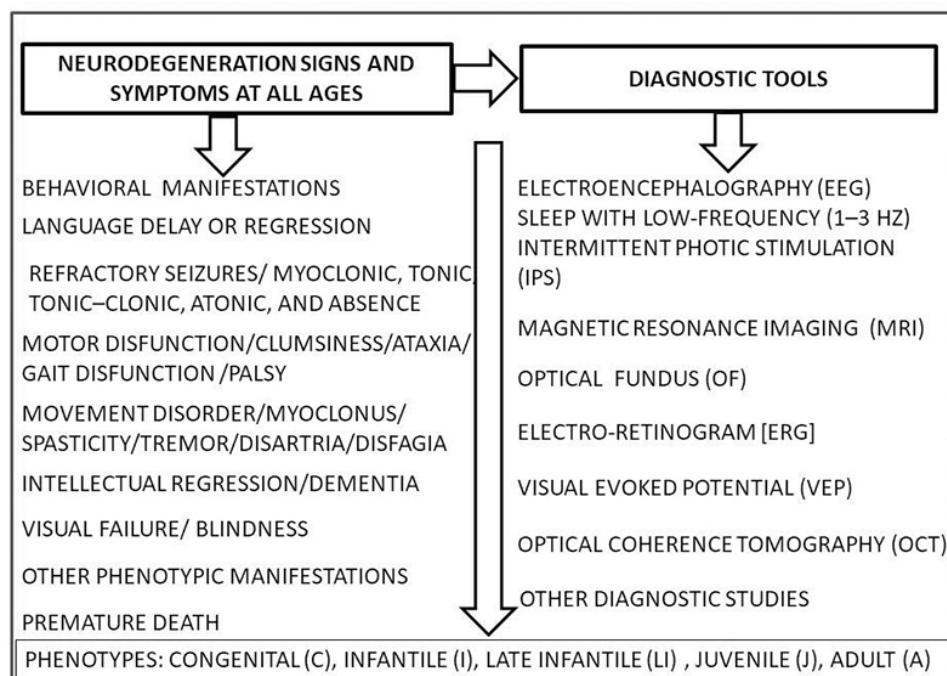 NEURODEGENERATION SIGNS AND
SYMPTOMS AT ALL AGES
DIAGNOSTIC TOOLS
BEHAVIORAL MANIFESTATIONS
LANGUAGE DELAY OR REGRESSION
REFRACTORY SEIZURES/ MYOCLONIC, TONIC,
TONIC–CLONIC, ATONIC, AND ABSENCE
MOTOR DISFUNCTION/CLUMSINESS/ATAXIA/
GAIT DISFUNCTION /PALSY
MOVEMENT DISORDER/MYOCLONUS/
SPASTICITY/TREMOR/DISARTRIA/DISFAGIA
INTELLECTUAL REGRESSION/DEMENTIA
VISUAL FAILURE/ BLINDNESS
OTHER PHENOTYPIC MANIFESTATIONS
PREMATURE DEATH
ELECTROENCEPHALOGRAPHY (EEG)
SLEEP WITH LOW-FREQUENCY (1–3 HZ)
INTERMITTENT PHOTIC STIMULATION
(IPS)
MAGNETIC RESONANCE IMAGING (MRI)
OPTICAL FUNDUS (OF)
ELECTRO-RETINOGRAM [ERG]
VISUAL EVOKED POTENTIAL (VEP)
OPTICAL COHERENCE TOMOGRAPHY (OCT)
OTHER DIAGNOSTIC STUDIES
PHENOTYPES: CONGENITAL (C), INFANTILE (I), LATE INFANTILE (LI) , JUVENILE (J), ADULT (A)